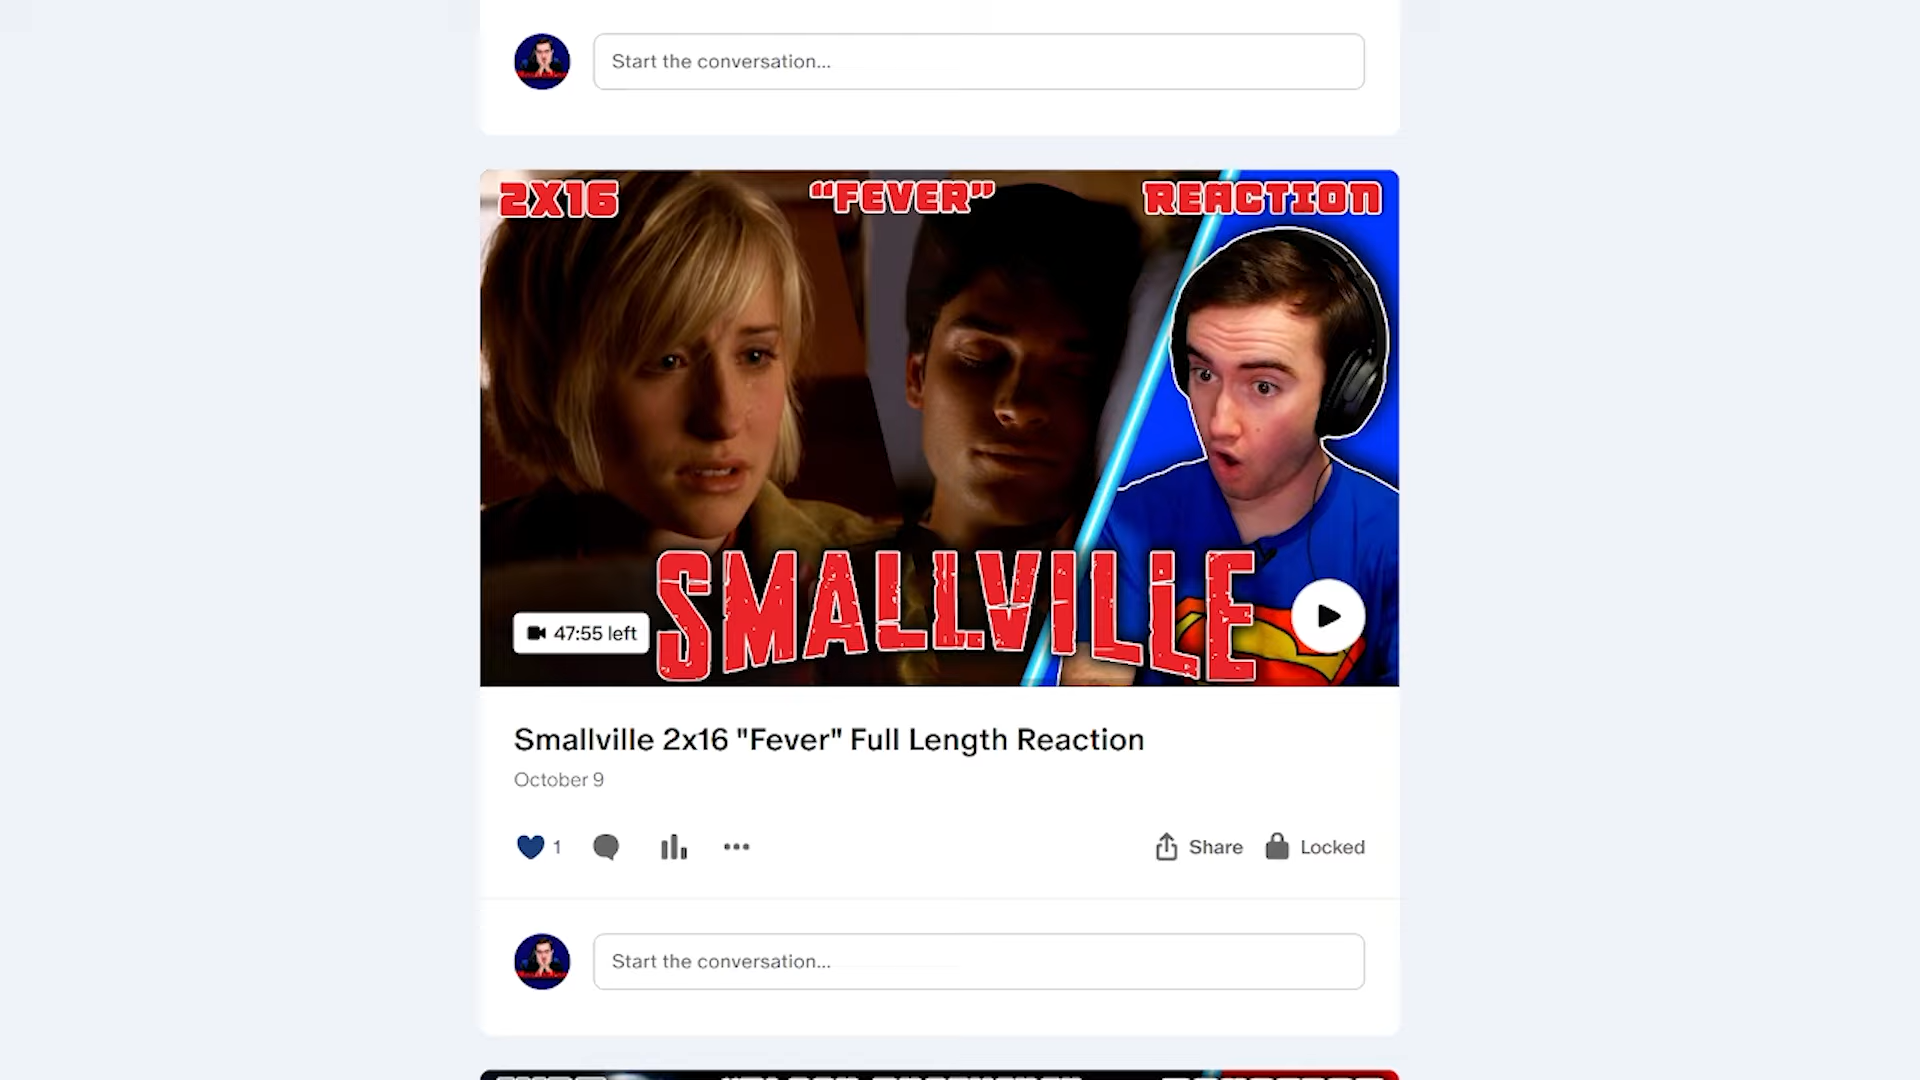 Start the conversation...
2X16
"FEVER"
REACTION
SMALLVILLE
47:55 left
Smallville 2x16 "Fever" Full Length Reaction
October 9
1
Share
Locked
Start the conversation...